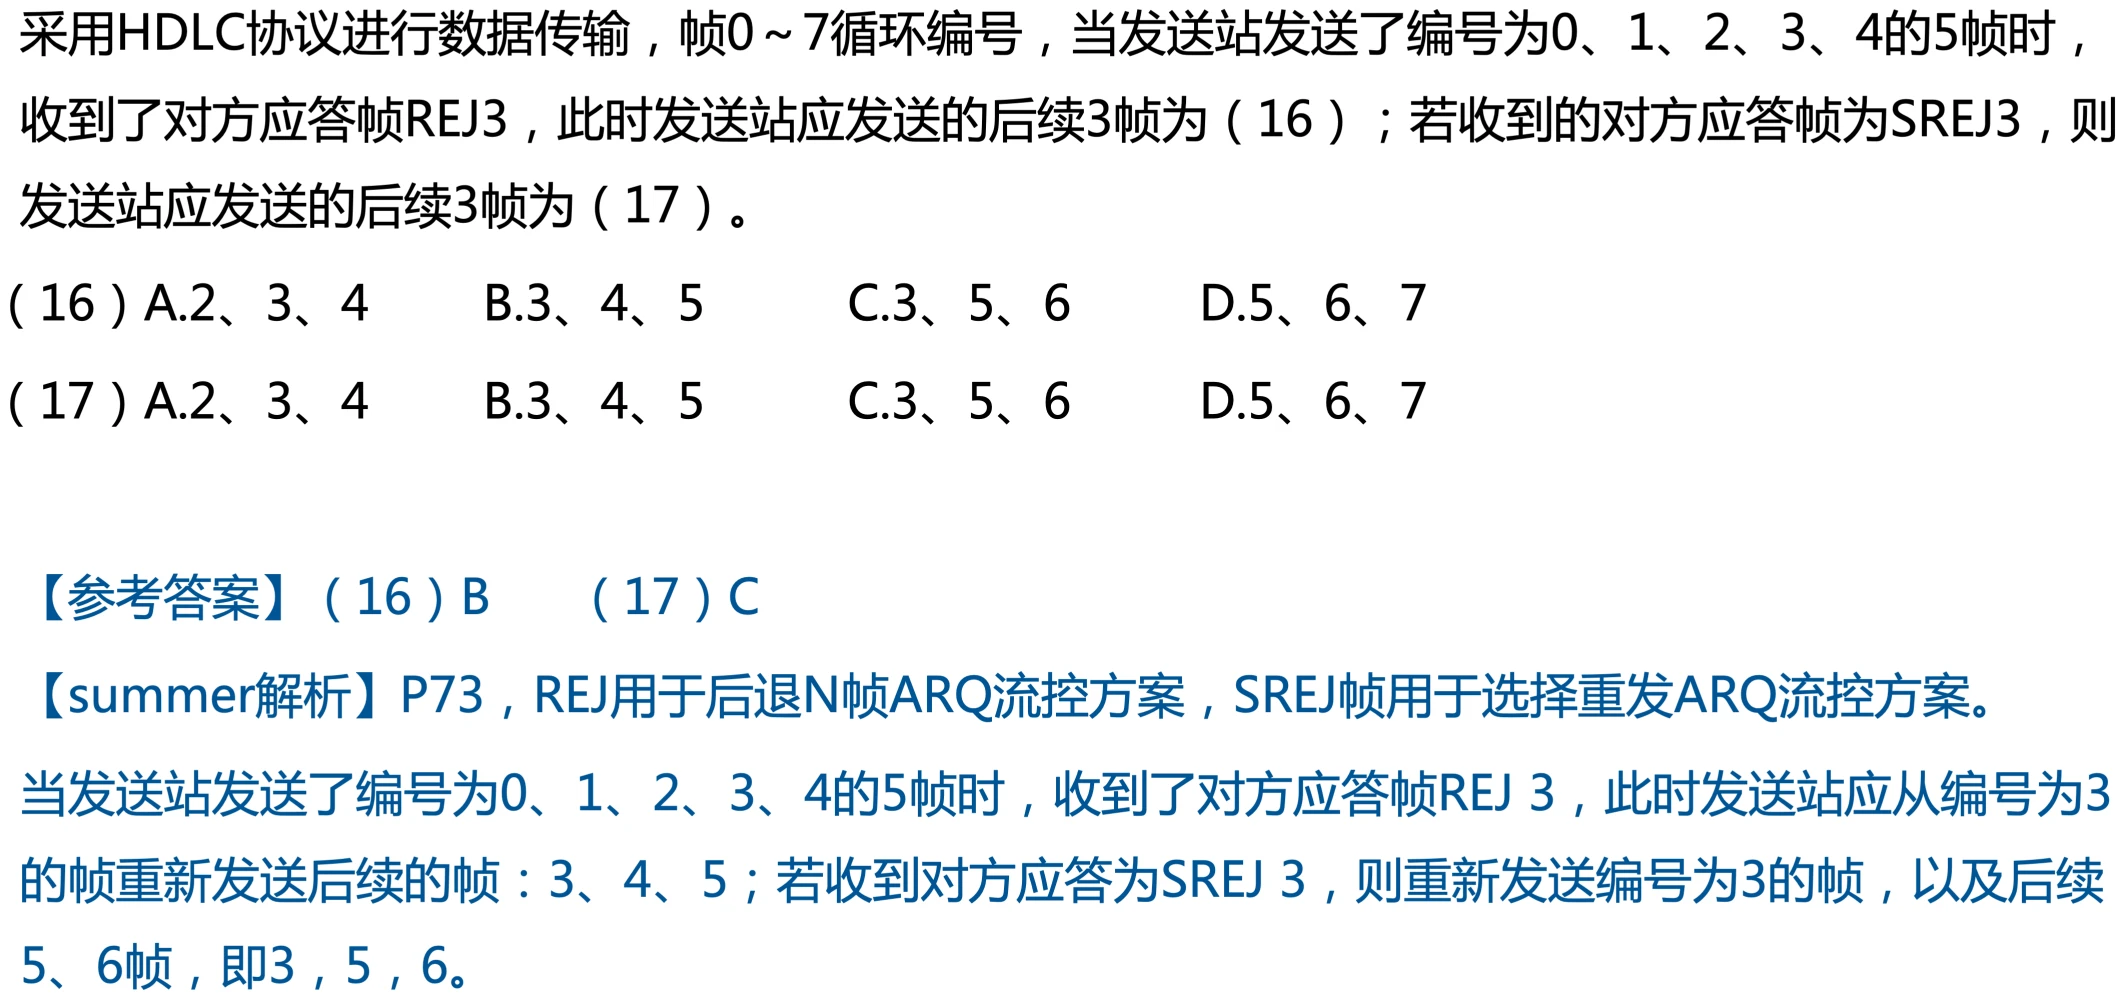 采用HDLC协议进行数据传输，帧0～7循环编号，当发送站发送了编号为0、1、2、3、4的5帧时，
收到了对方应答帧REJ3，此时发送站应发送的后续3帧为（16）；若收到的对方应答帧为SREJ3，则
发送站应发送的后续3帧为（17）。
（16）A.2、3、4 B.3、4、5 C.3、5、6 D.5、6、7
（17）A.2、3、4 B.3、4、5 C.3、5、6 D.5、6、7
【参考答案】（16）B （17）C
【summer解析】P73，REJ用于后退N帧ARQ流控方案，SREJ帧用于选择重发ARQ流控方案。
当发送站发送了编号为0、1、2、3、4的5帧时，收到了对方应答帧REJ 3，此时发送站应从编号为3
的帧重新发送后续的帧：3、4、5；若收到对方应答为SREJ 3，则重新发送编号为3的帧，以及后续
5、6帧，即3，5，6。